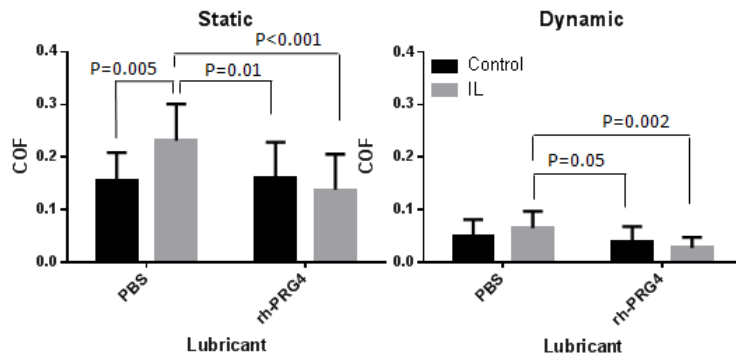 Static
COF
0.4
0.3
0.2
0.1
0.0
P<0.001
P=0.005
P=0.01
PBS
rh-PRG4
Lubricant
Dynamic
COF
0.4
0.3
0.2
0.1
0.0
Control
IL
P=0.002
P=0.05
PBS
rh-PRG4
Lubricant